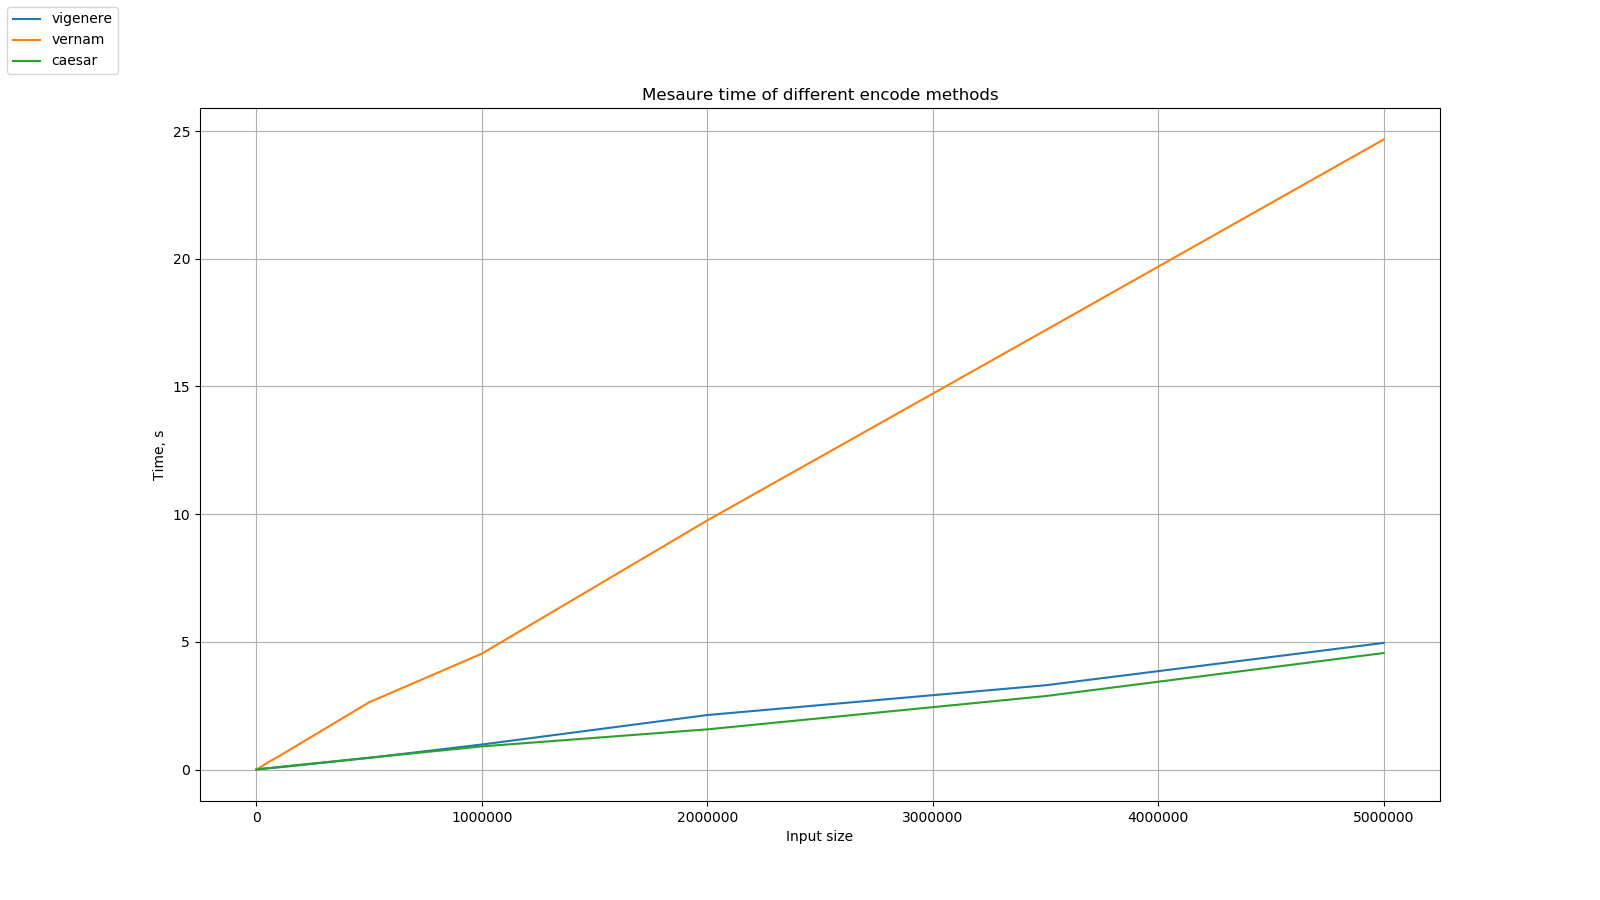 vigenere
vernam
caesar
Mesaure time of different encode methods
25
20
15
10
5
0
Time, s
0 1000000 2000000 3000000 4000000 5000000
Input size